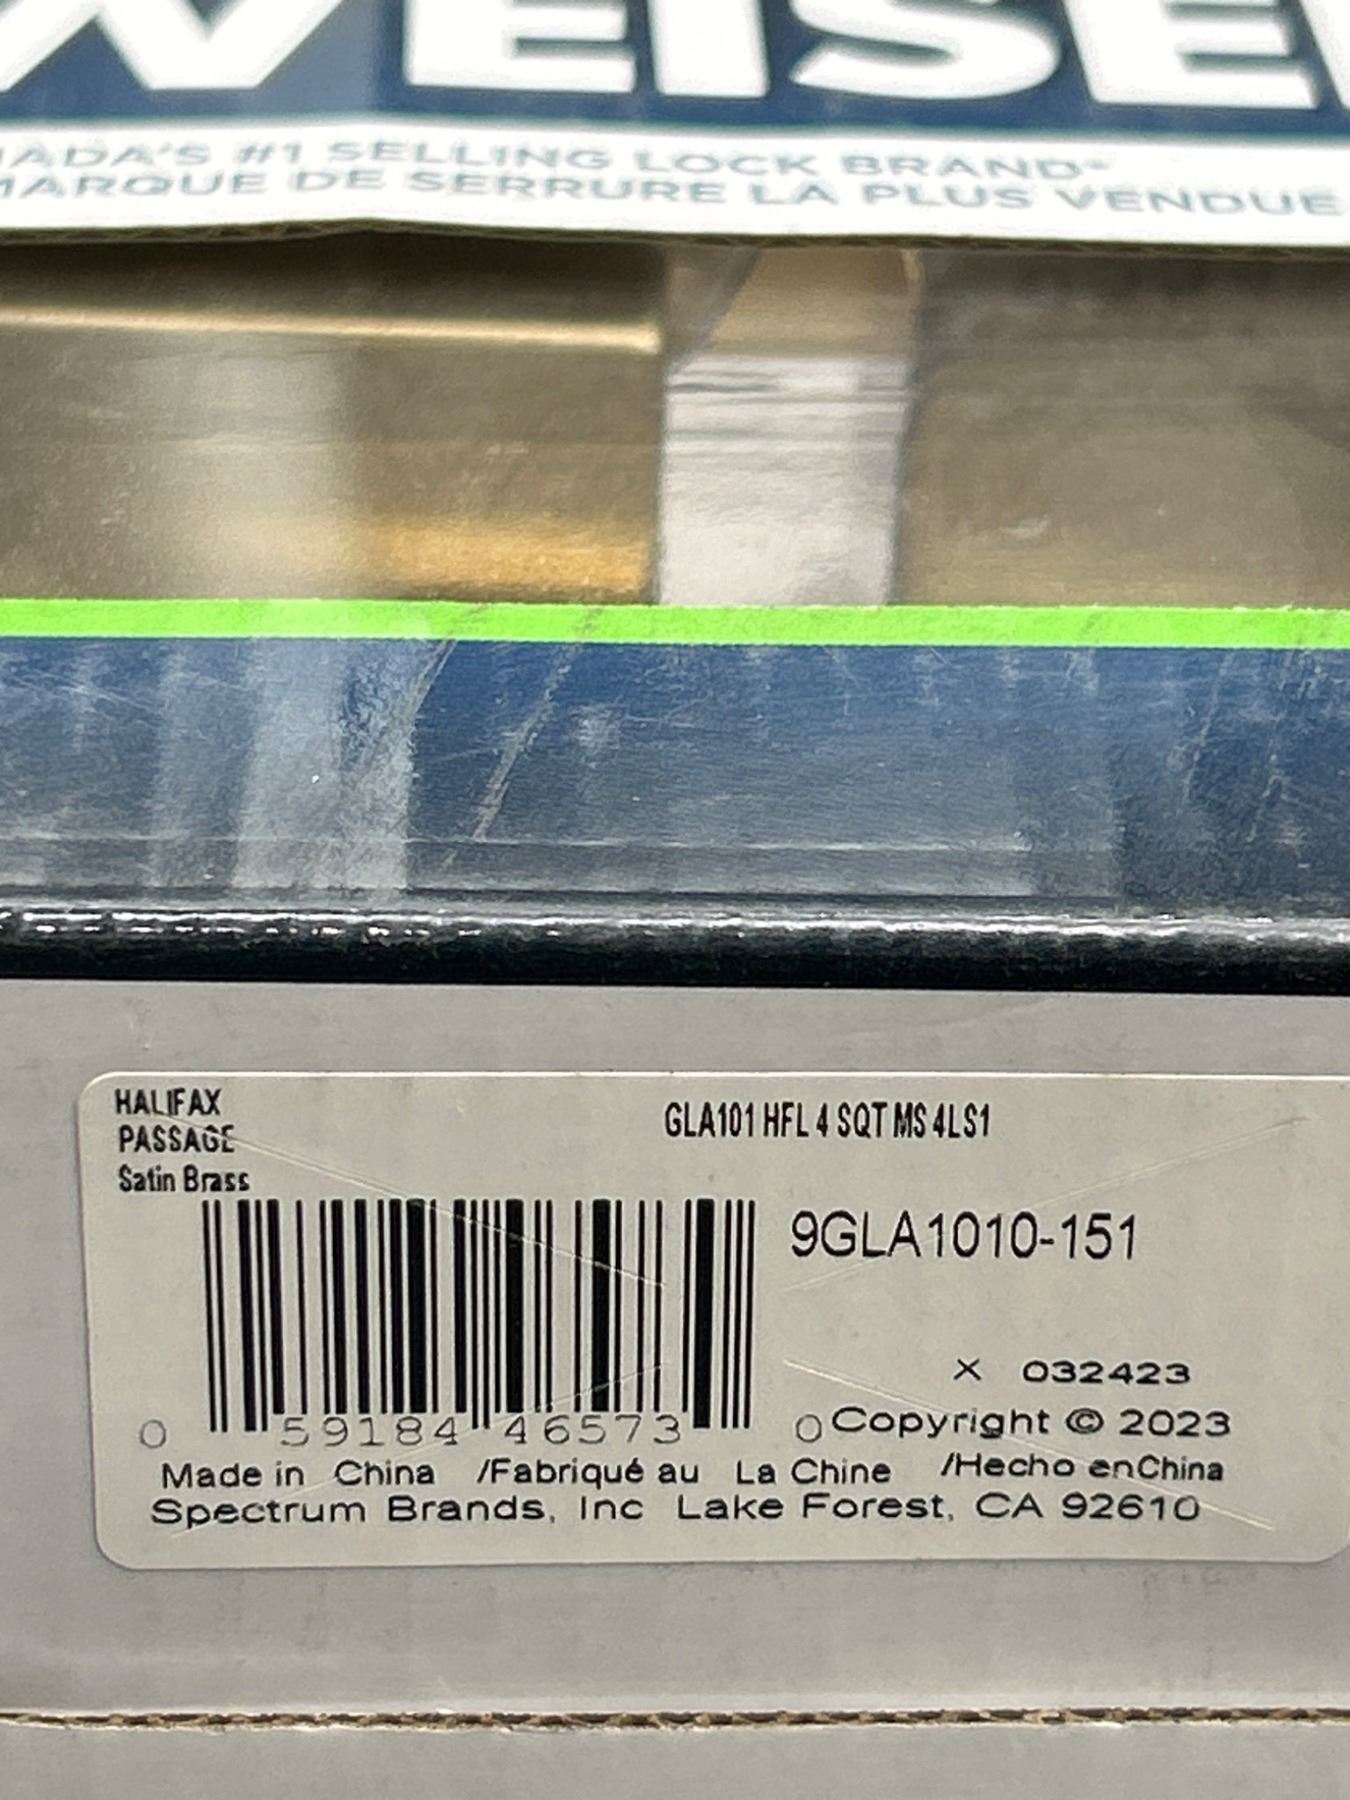 WEISE
ADA'S #1 SELLING LOCK BRAND
MARQUE DE SERRURE LA PLUS VENDUE
HALIFAX
PASSAGE
Satin Brass
GLA101 HFL 4 SQT MS 4LS1
9GLA1010-151
X 032423
0 59184 46573 0
Copyright © 2023
Made in China /Fabriqué au La Chine /Hecho enChina
Spectrum Brands, Inc Lake Forest, CA 92610